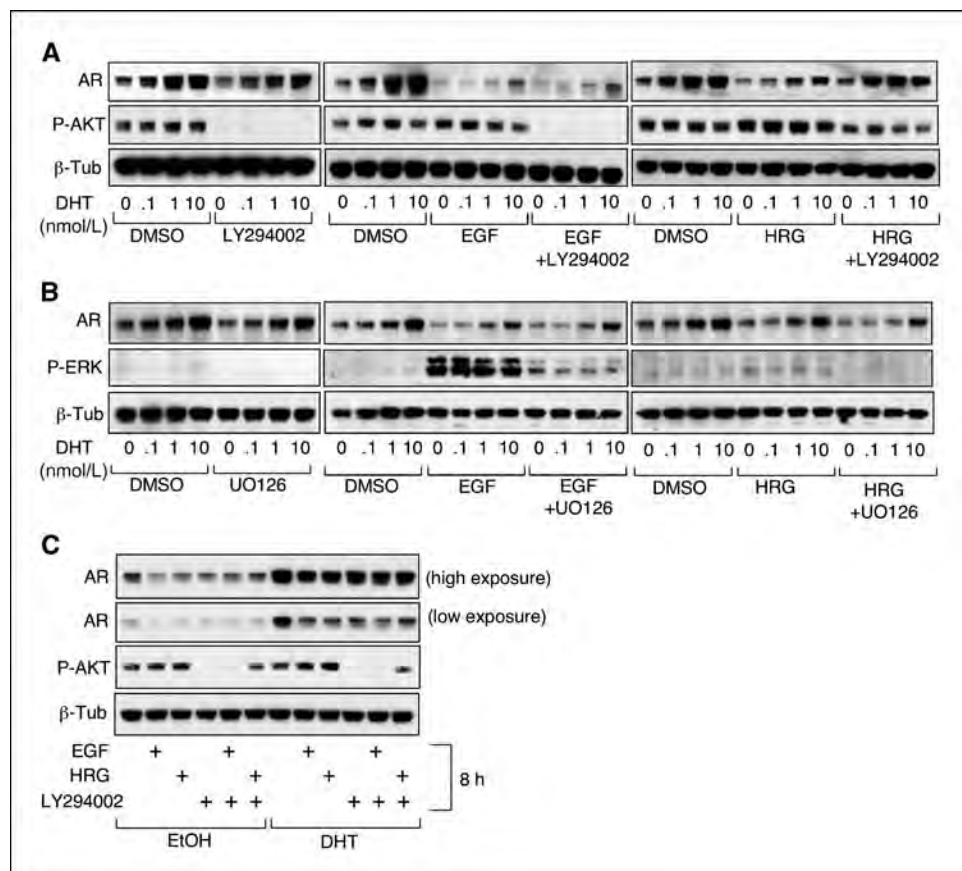 A
AR
P-AKT
β-Tub
DHT 0 .1 1 10 0 .1 1 10 0 .1 1 10 0 .1 1 10 0 .1 1 10 0 .1 1 10 0 .1 1 10 0 .1 1 10
(nmol/L)
DMSO LY294002 DMSO EGF EGF +LY294002 DMSO HRG HRG +LY294002
B
AR
P-ERK
β-Tub
DHT 0 .1 1 10 0 .1 1 10 0 .1 1 10 0 .1 1 10 0 .1 1 10 0 .1 1 10 0 .1 1 10 0 .1 1 10
(nmol/L)
DMSO UO126 DMSO EGF EGF +UO126 DMSO HRG HRG +UO126
C
AR (high exposure)
AR (low exposure)
P-AKT
β-Tub
EGF + + + +
HRG + + + +
8 h
LY294002 + + + + + +
EtOH DHT